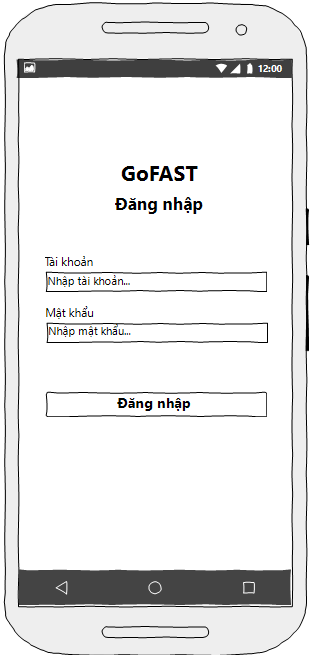 12:00
GoFAST
Đăng nhập
Tài khoản
Nhập tài khoản...
Mật khẩu
Nhập mật khẩu...
Đăng nhập